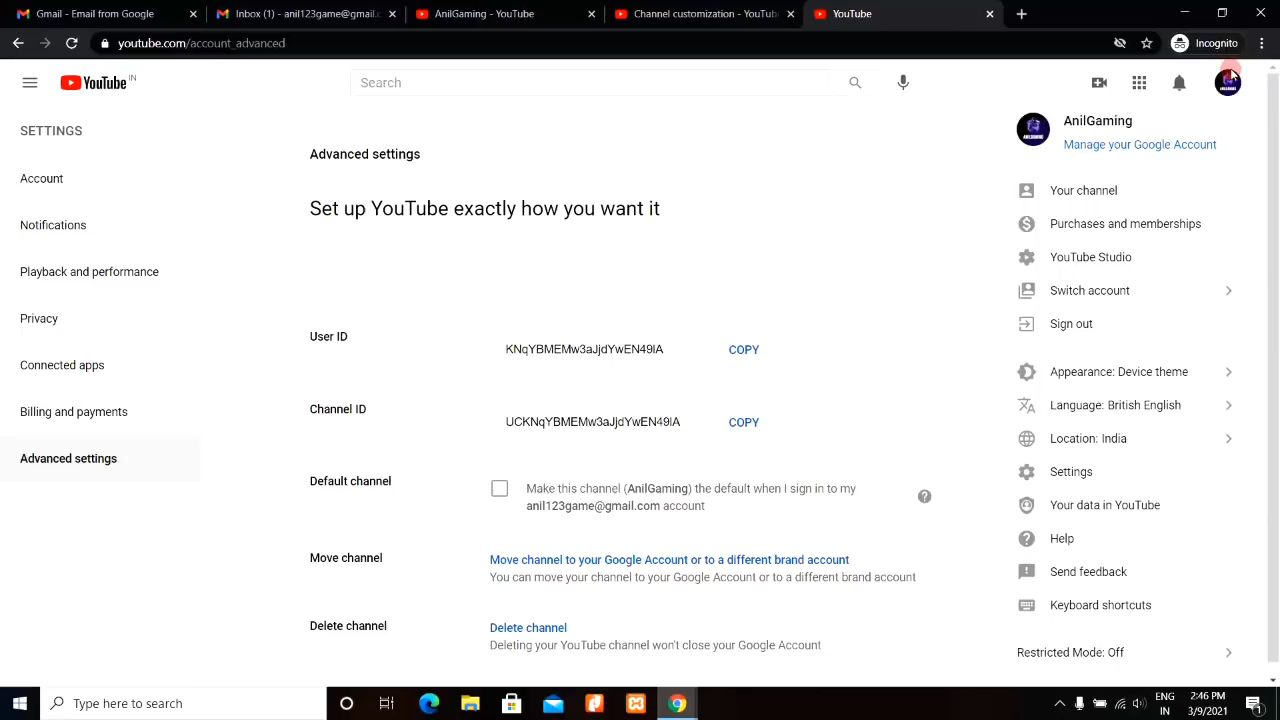 Gmail - Email from Google
Inbox (1) - anil123game@gmail.c
AnilGaming - YouTube
Channel customization - YouTub
YouTube
youtube.com/account_advanced
Incognito
YouTube IN
Search
SETTINGS
Account
Notifications
Playback and performance
Privacy
Connected apps
Billing and payments
Advanced settings
Advanced settings
Set up YouTube exactly how you want it
User ID
KNqYBMEMw3aJjdYwEN49lA
COPY
Channel ID
UCKNqYBMEMw3aJjdYwEN49lA
COPY
Default channel
Make this channel (AnilGaming) the default when I sign in to my
anil123game@gmail.com account
Move channel
Move channel to your Google Account or to a different brand account
You can move your channel to your Google Account or to a different brand account
Delete channel
Delete channel
Deleting your YouTube channel won't close your Google Account
AnilGaming
Manage your Google Account
Your channel
Purchases and memberships
YouTube Studio
Switch account
Sign out
Appearance: Device theme
Language: British English
Location: India
Settings
Your data in YouTube
Help
Send feedback
Keyboard shortcuts
Restricted Mode: Off
Type here to search
ENG
IN
2:46 PM
3/9/2021